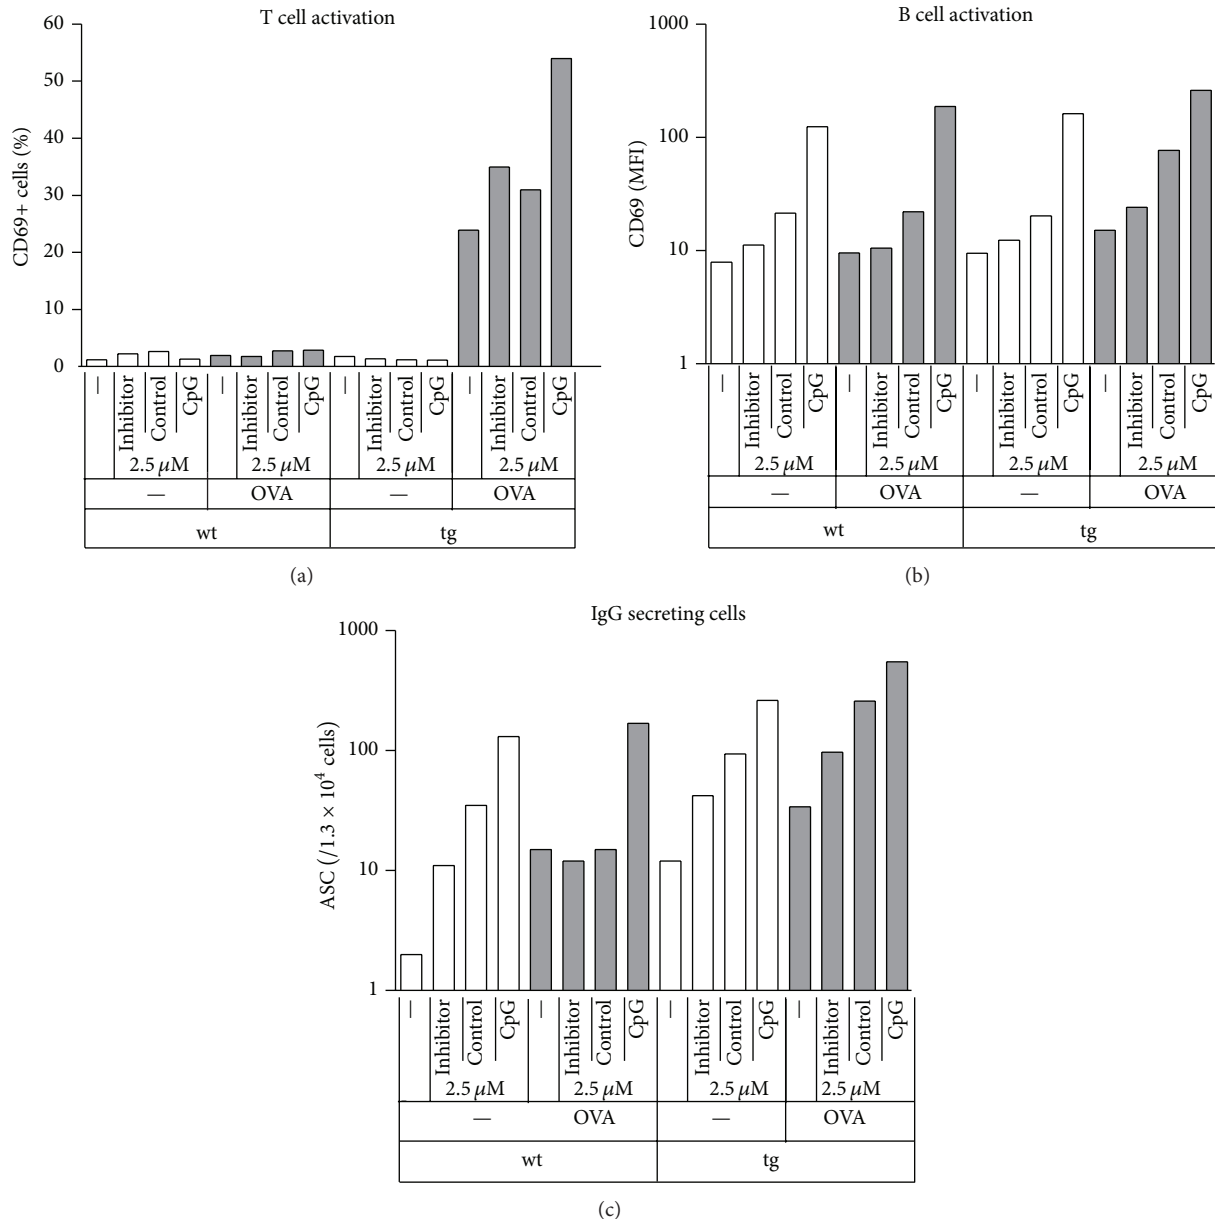 T cell activation
CD69+ cells (%)
60
50
40
30
20
10
0
— Inhibitor Control CpG — Inhibitor Control CpG — Inhibitor Control CpG — Inhibitor Control CpG
2.5 μM 2.5 μM 2.5 μM 2.5 μM
— OVA — OVA
wt tg
(a)
B cell activation
CD69 (MFI)
1000
100
10
1
— Inhibitor Control CpG — Inhibitor Control CpG — Inhibitor Control CpG — Inhibitor Control CpG
2.5 μM 2.5 μM 2.5 μM 2.5 μM
— OVA — OVA
wt tg
(b)
IgG secreting cells
ASC (/1.3 × 10⁴ cells)
1000
100
10
1
— Inhibitor Control CpG — Inhibitor Control CpG — Inhibitor Control CpG — Inhibitor Control CpG
2.5 μM 2.5 μM 2.5 μM 2.5 μM
— OVA — OVA
wt tg
(c)